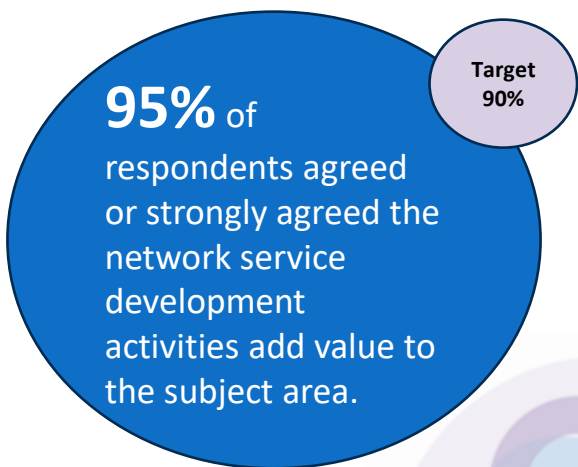 Target
90%
95% of
respondents agreed
or strongly agreed the
network service
development
activities add value to
the subject area.